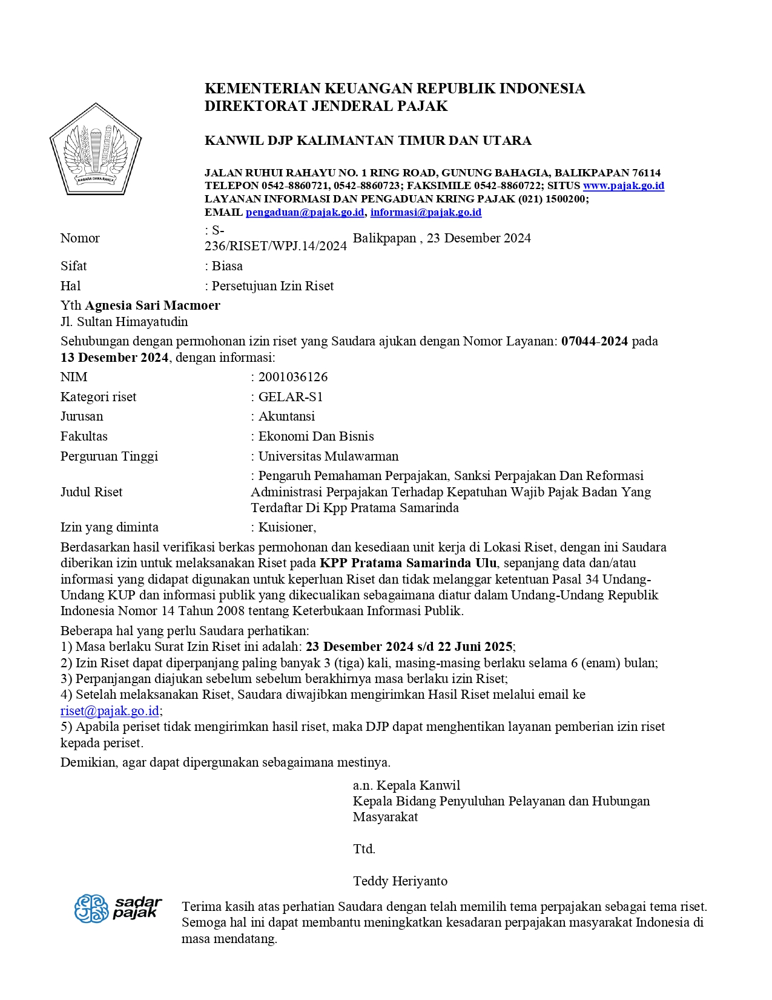 KEMENTERIAN KEUANGAN REPUBLIK INDONESIA
DIREKTORAT JENDERAL PAJAK
KANWIL DJP KALIMANTAN TIMUR DAN UTARA
JALAN RUHUI RAHAYU NO. 1 RING ROAD, GUNUNG BAHAGIA, BALIKPAPAN 76114
TELEPON 0542-8860721, 0542-8860723; FAKSIMILE 0542-8860722; SITUS www.pajak.go.id
LAYANAN INFORMASI DAN PENGADUAN KRING PAJAK (021) 1500200;
EMAIL pengaduan@pajak.go.id, informasi@pajak.go.id
NAGARA DANA RAKCA
Nomor : S-
236/RISET/WPJ.14/2024 Balikpapan , 23 Desember 2024
Sifat : Biasa
Hal : Persetujuan Izin Riset
Yth Agnesia Sari Macmoer
Jl. Sultan Himayatudin
Sehubungan dengan permohonan izin riset yang Saudara ajukan dengan Nomor Layanan: 07044-2024 pada
13 Desember 2024, dengan informasi:
NIM : 2001036126
Kategori riset : GELAR-S1
Jurusan : Akuntansi
Fakultas : Ekonomi Dan Bisnis
Perguruan Tinggi : Universitas Mulawarman
Judul Riset : Pengaruh Pemahaman Perpajakan, Sanksi Perpajakan Dan Reformasi
Administrasi Perpajakan Terhadap Kepatuhan Wajib Pajak Badan Yang
Terdaftar Di Kpp Pratama Samarinda
Izin yang diminta : Kuisioner,
Berdasarkan hasil verifikasi berkas permohonan dan kesediaan unit kerja di Lokasi Riset, dengan ini Saudara
diberikan izin untuk melaksanakan Riset pada KPP Pratama Samarinda Ulu, sepanjang data dan/atau
informasi yang didapat digunakan untuk keperluan Riset dan tidak melanggar ketentuan Pasal 34 Undang-
Undang KUP dan informasi publik yang dikecualikan sebagaimana diatur dalam Undang-Undang Republik
Indonesia Nomor 14 Tahun 2008 tentang Keterbukaan Informasi Publik.
Beberapa hal yang perlu Saudara perhatikan:
1) Masa berlaku Surat Izin Riset ini adalah: 23 Desember 2024 s/d 22 Juni 2025;
2) Izin Riset dapat diperpanjang paling banyak 3 (tiga) kali, masing-masing berlaku selama 6 (enam) bulan;
3) Perpanjangan diajukan sebelum sebelum berakhirnya masa berlaku izin Riset;
4) Setelah melaksanakan Riset, Saudara diwajibkan mengirimkan Hasil Riset melalui email ke
riset@pajak.go.id;
5) Apabila periset tidak mengirimkan hasil riset, maka DJP dapat menghentikan layanan pemberian izin riset
kepada periset.
Demikian, agar dapat dipergunakan sebagaimana mestinya.
a.n. Kepala Kanwil
Kepala Bidang Penyuluhan Pelayanan dan Hubungan
Masyarakat
Ttd.
Teddy Heriyanto
sadar
pajak
Terima kasih atas perhatian Saudara dengan telah memilih tema perpajakan sebagai tema riset.
Semoga hal ini dapat membantu meningkatkan kesadaran perpajakan masyarakat Indonesia di
masa mendatang.